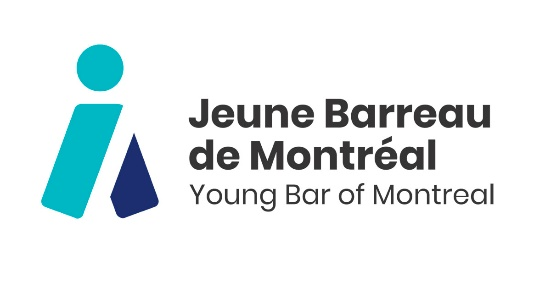 Jeune Barreau
de Montréal
Young Bar of Montreal